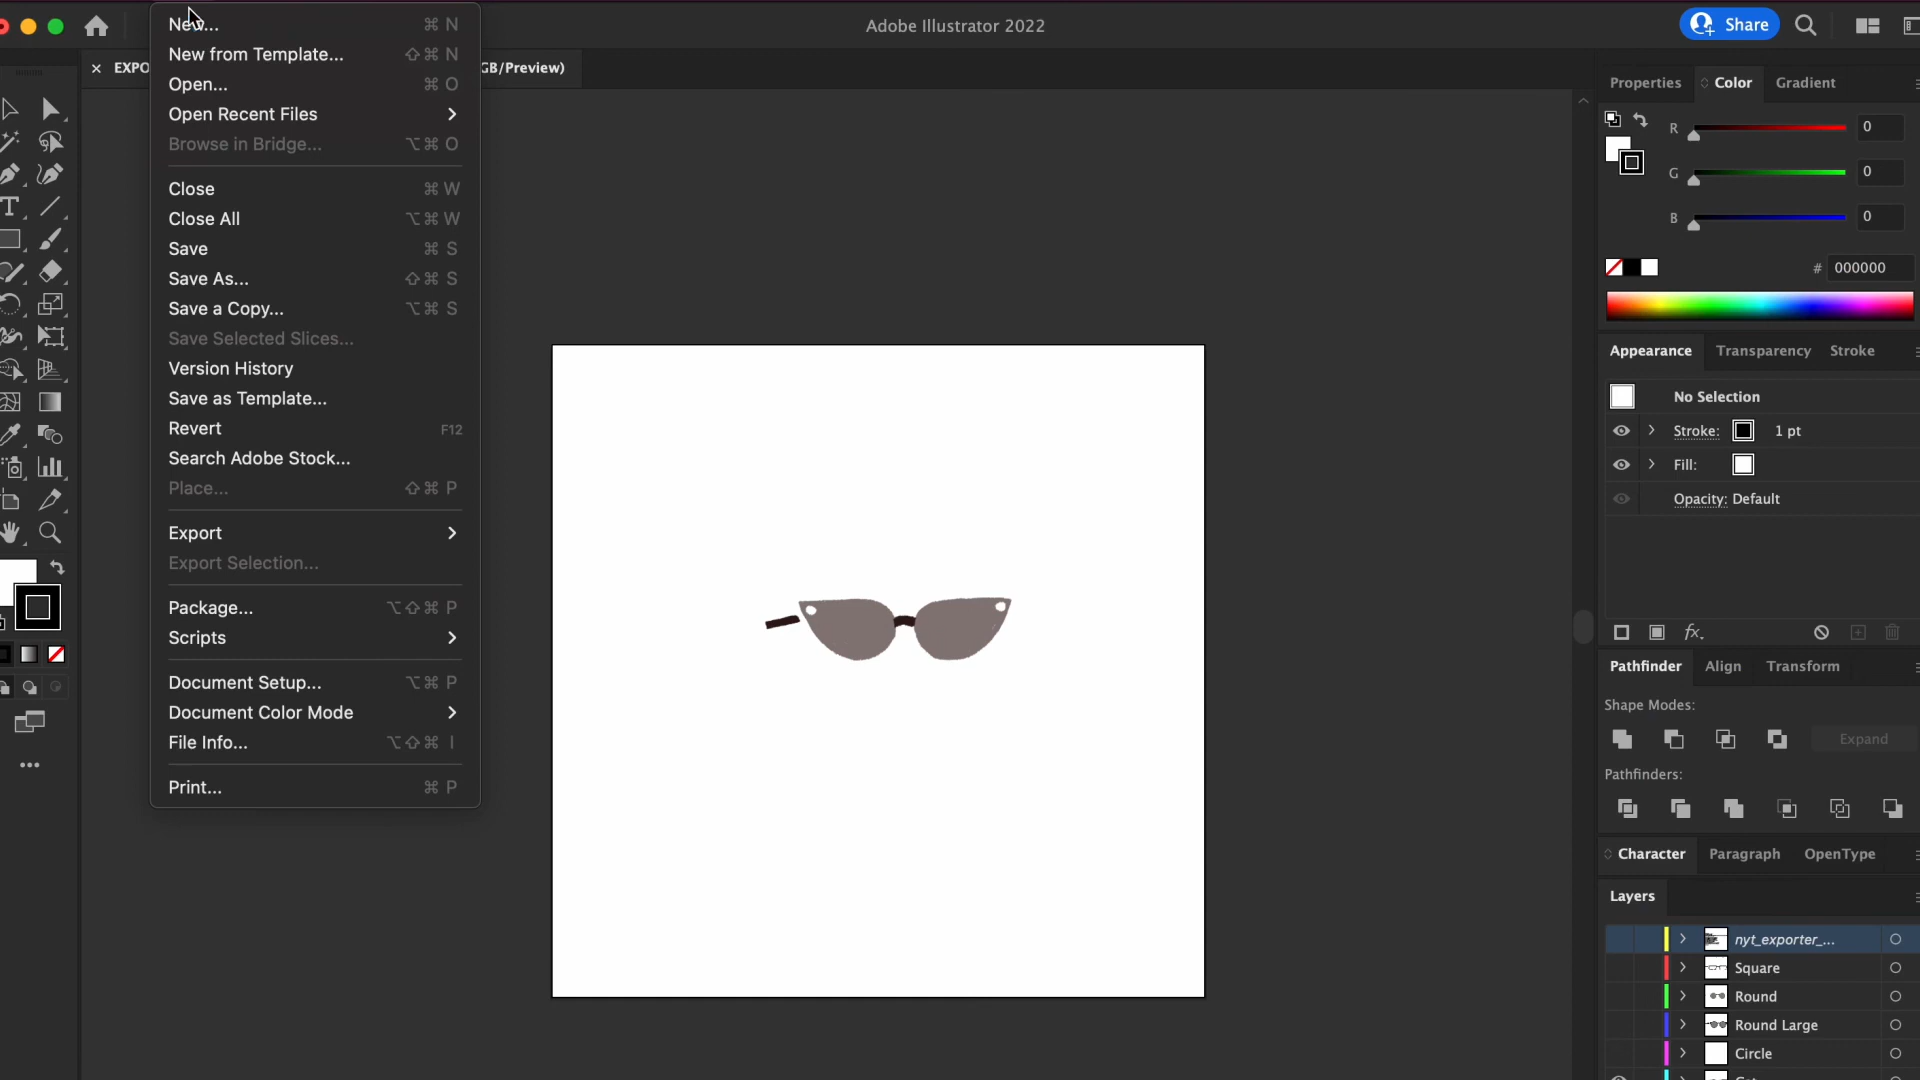 Adobe Illustrator 2022
Share
EXPO
GB/Preview)
New... ⌘ N
New from Template... ⇧⌘ N
Open... ⌘ O
Open Recent Files
Browse in Bridge... ⌥⌘ O
Close ⌘ W
Close All ⌥⌘ W
Save ⌘ S
Save As... ⇧⌘ S
Save a Copy... ⌥⌘ S
Save Selected Slices...
Version History
Save as Template...
Revert F12
Search Adobe Stock...
Place... ⇧⌘ P
Export
Export Selection...
Package... ⌥⇧⌘ P
Scripts
Document Setup... ⌥⌘ P
Document Color Mode
File Info... ⌥⇧⌘ I
Print... ⌘ P
Properties Color Gradient
R 0
G 0
B 0
# 000000
Appearance Transparency Stroke
No Selection
Stroke: 1 pt
Fill:
Opacity: Default
fx.
Pathfinder Align Transform
Shape Modes:
Expand
Pathfinders:
Character Paragraph OpenType
Layers
nyt_exporter_...
Square
Round
Round Large
Circle